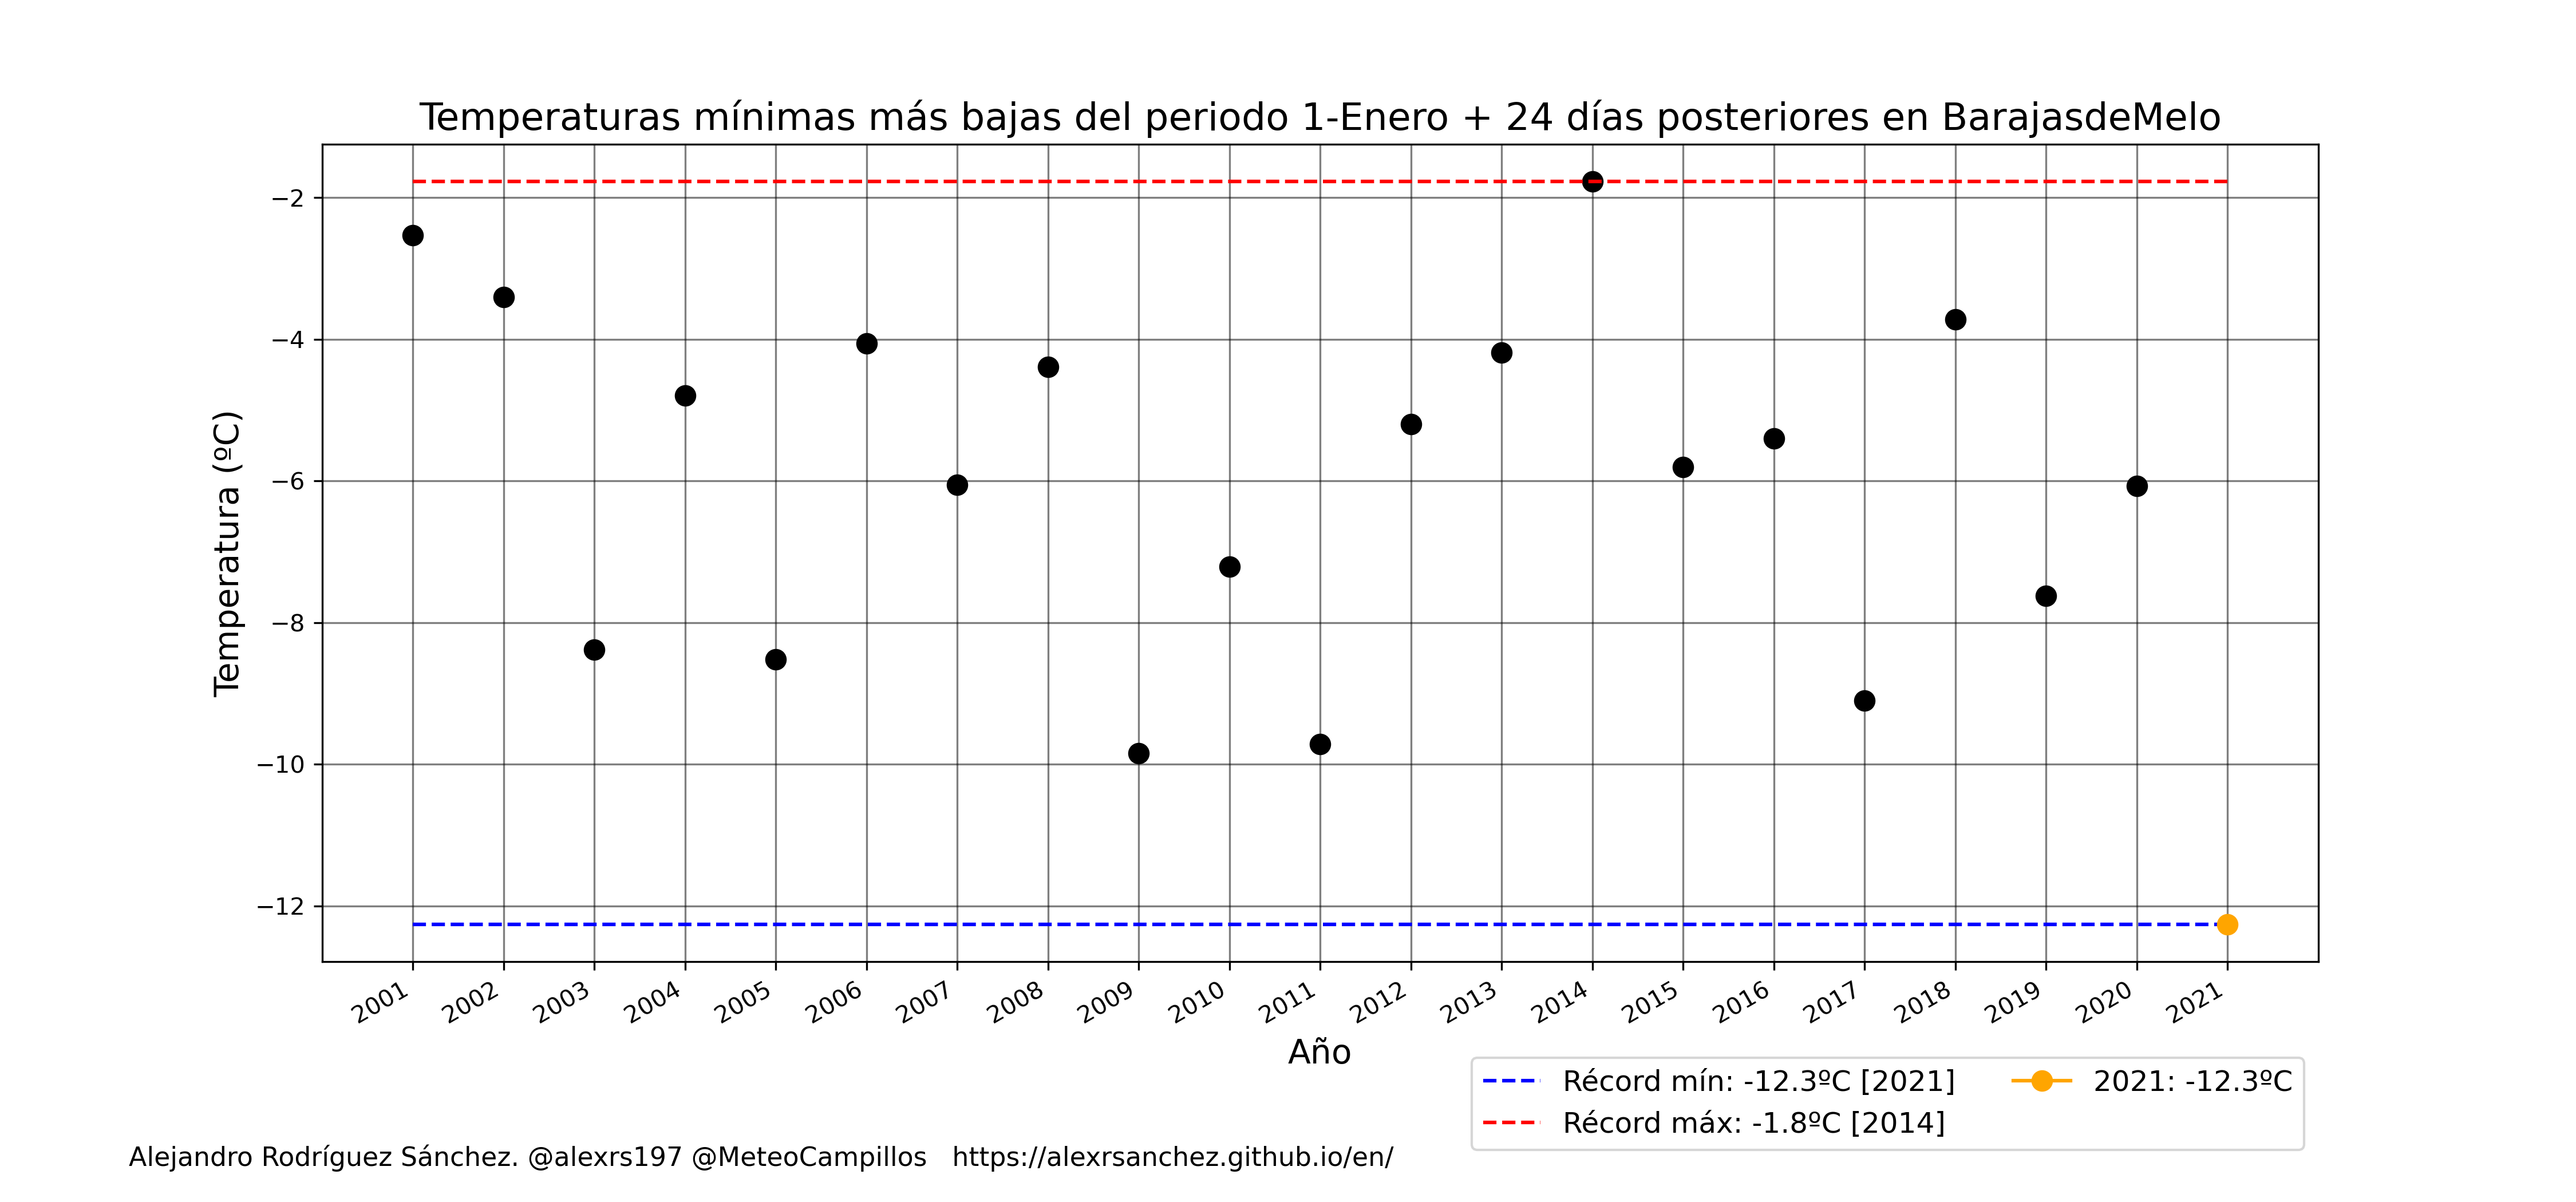 Temperaturas mínimas más bajas del periodo 1-Enero + 24 días posteriores en BarajasdeMelo
Temperatura (ºC)
−2
−4
−6
−8
−10
−12
2001 2002 2003 2004 2005 2006 2007 2008 2009 2010 2011 2012 2013 2014 2015 2016 2017 2018 2019 2020 2021
Año
Récord mín: -12.3ºC [2021]
Récord máx: -1.8ºC [2014]
2021: -12.3ºC
Alejandro Rodríguez Sánchez. @alexrs197 @MeteoCampillos https://alexrsanchez.github.io/en/